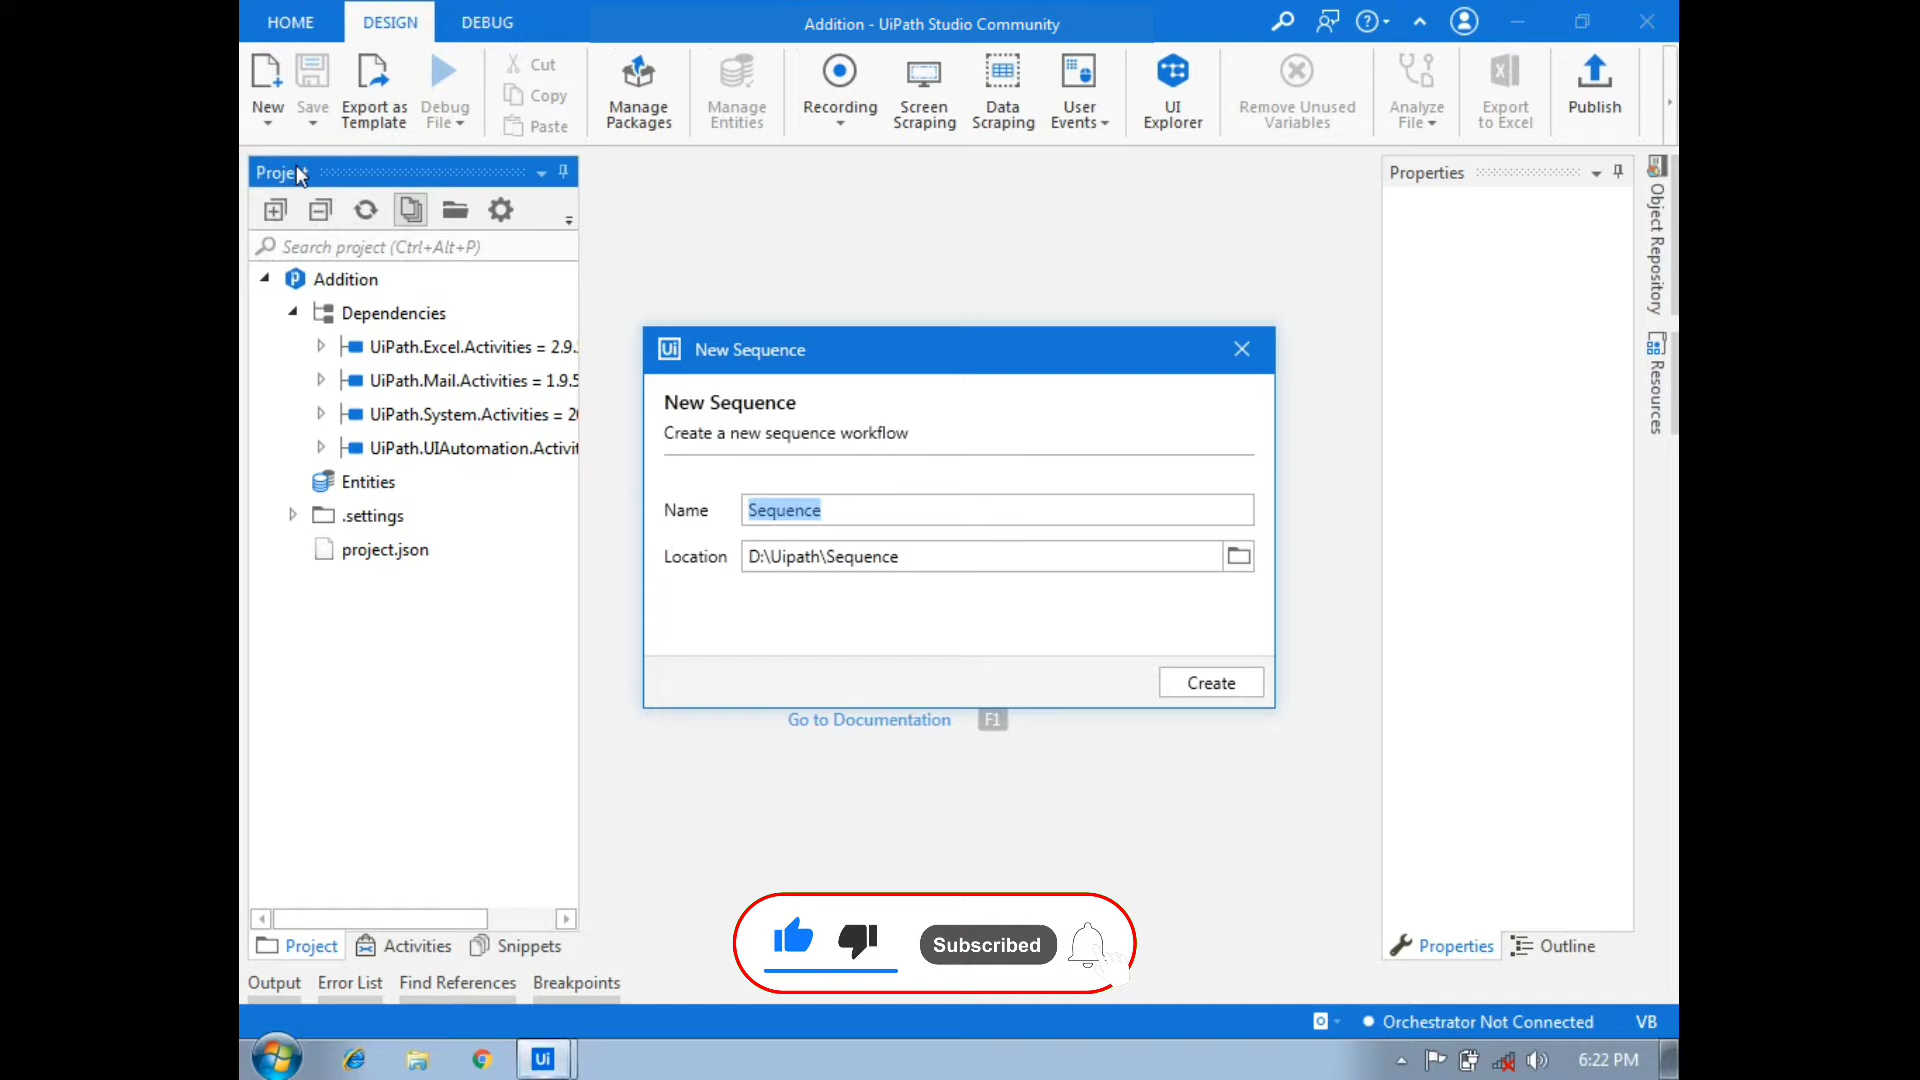 HOME DESIGN DEBUG Addition - UiPath Studio Community
New Save Export as Template Debug File
Cut
Copy
Paste
Manage Packages Manage Entities Recording Screen Scraping Data Scraping User Events UI Explorer Remove Unused Variables Analyze File Export to Excel Publish
Project
Search project (Ctrl+Alt+P)
Addition
Dependencies
UiPath.Excel.Activities = 2.9.
UiPath.Mail.Activities = 1.9.5
UiPath.System.Activities = 2
UiPath.UIAutomation.Activit
Entities
.settings
project.json
Project Activities Snippets
Output Error List Find References Breakpoints
Ui New Sequence
New Sequence
Create a new sequence workflow
Name Sequence
Location D:\Uipath\Sequence
Create
Go to Documentation F1
Subscribed
Properties
Properties Outline
Object Repository
Resources
Orchestrator Not Connected VB
Ui
6:22 PM